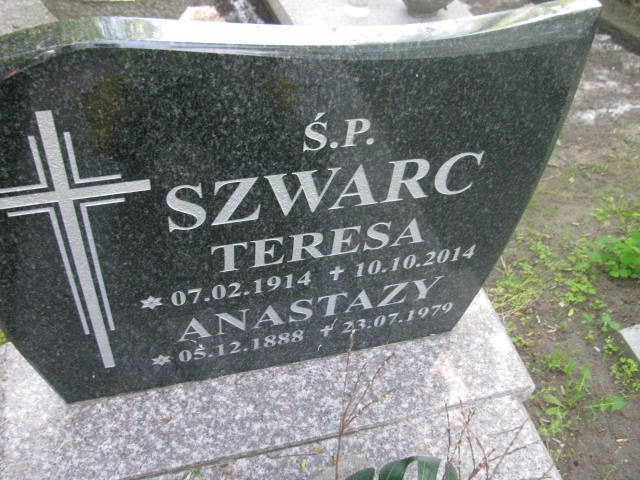 Ś.P.
SZWARC
TERESA
* 07.02.1914 + 10.10.2014
ANASTAZY
* 05.12.1888 + 23.07.1979